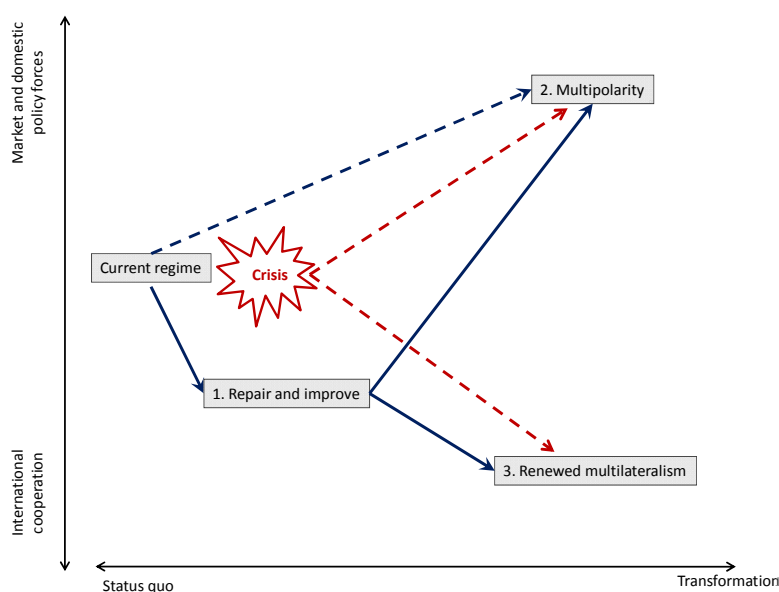 Market and domestic
policy forces
2. Multipolarity
Current regime
Crisis
1. Repair and improve
International
cooperation
3. Renewed multilateralism
Status quo
Transformation